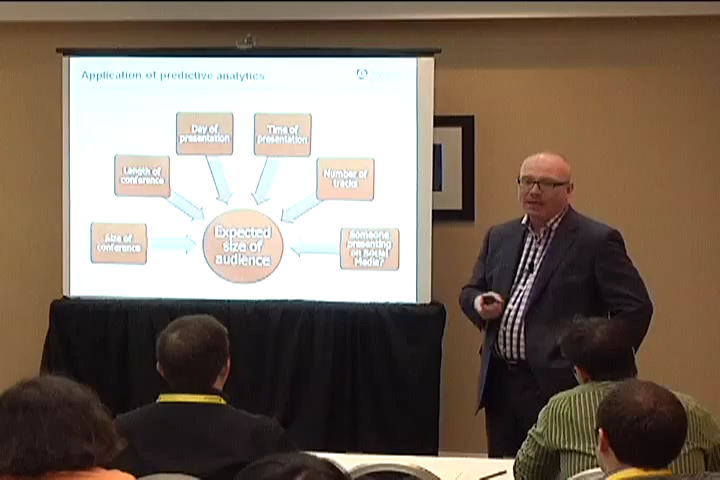 Application of predictive analytics
Day of
presentation
Time of
presentation
Length of
conference
Number of
tracks
Size of
conference
Expected
size of
audience
Someone
presenting
on Social
Media?